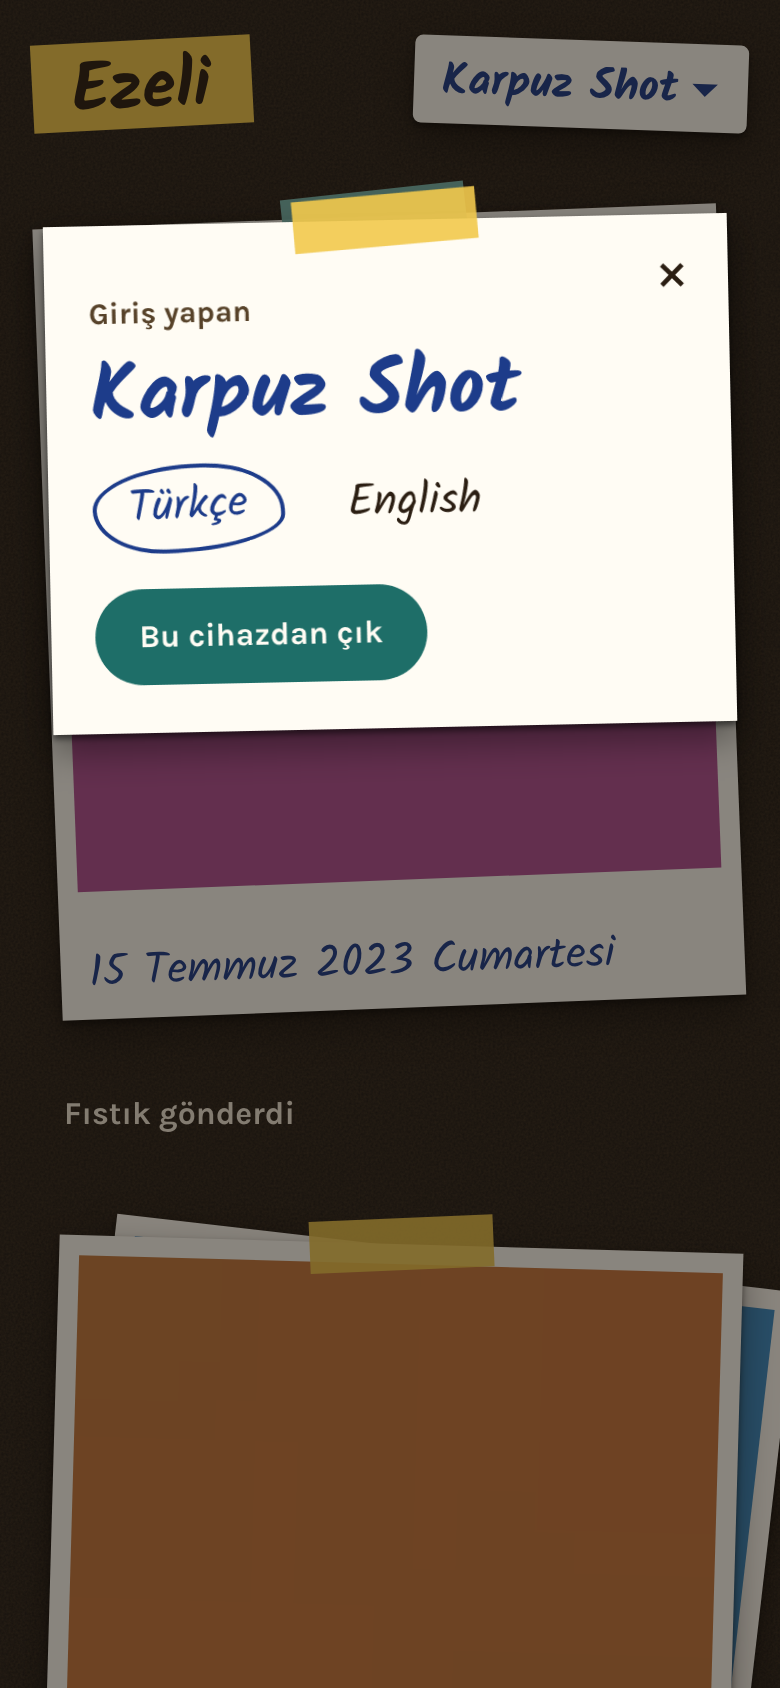 Ezeli
Karpuz Shot
Giriş yapan
Karpuz Shot
Türkçe English
Bu cihazdan çık
15 Temmuz 2023 Cumartesi
Fıstık gönderdi